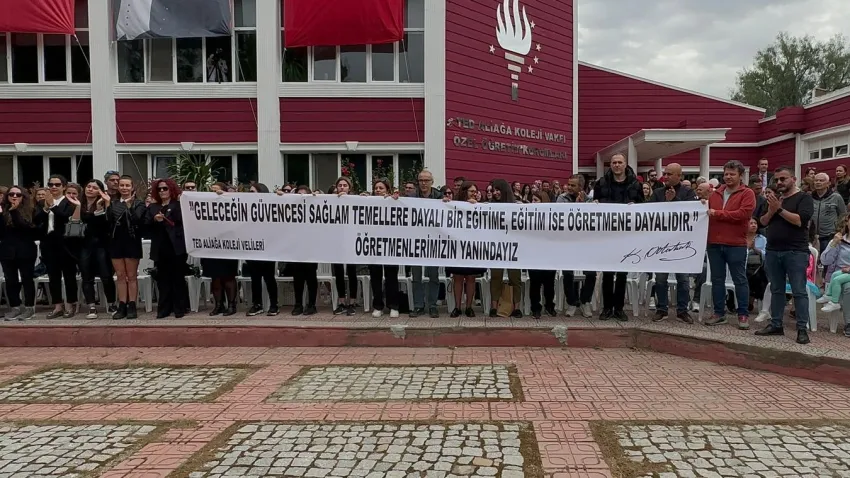 TED ALİAĞA KOLEJİ VAKFI
ÖZEL ÖĞRETİM KURUMLARI
"GELECEĞİN GÜVENCESİ SAĞLAM TEMELLERE DAYALI BİR EĞİTİME, EĞİTİM İSE ÖĞRETMENE DAYALIDIR."
TED ALİAĞA KOLEJİ VELİLERİ
ÖĞRETMENLERİMİZİN YANINDAYIZ
K. Atatürk